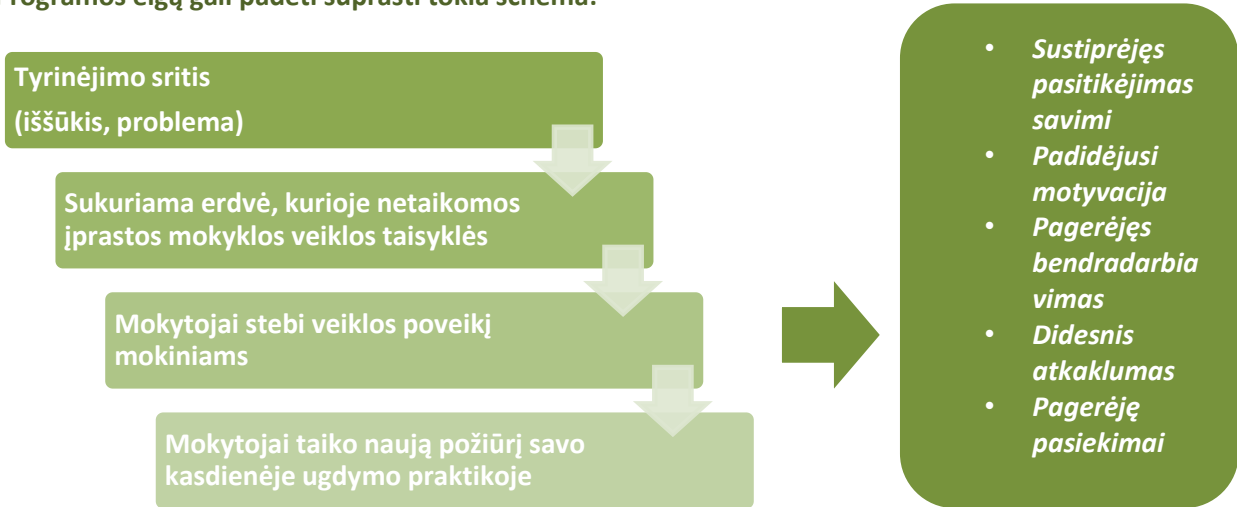 Programos eigą gali padėti suprasti tokia schema:
Tyrinėjimo sritis
(iššūkis, problema)
Sukuriama erdvė, kurioje netaikomos
įprastos mokyklos veiklos taisyklės
Mokytojai stebi veiklos poveikį
mokiniams
Mokytojai taiko naują požiūrį savo
kasdienėje ugdymo praktikoje
• Sustiprėjęs
pasitikėjimas
savimi
• Padidėjusi
motyvacija
• Pagerėjęs
bendradarbia
vimas
• Didesnis
atkaklumas
• Pagerėję
pasiekimai